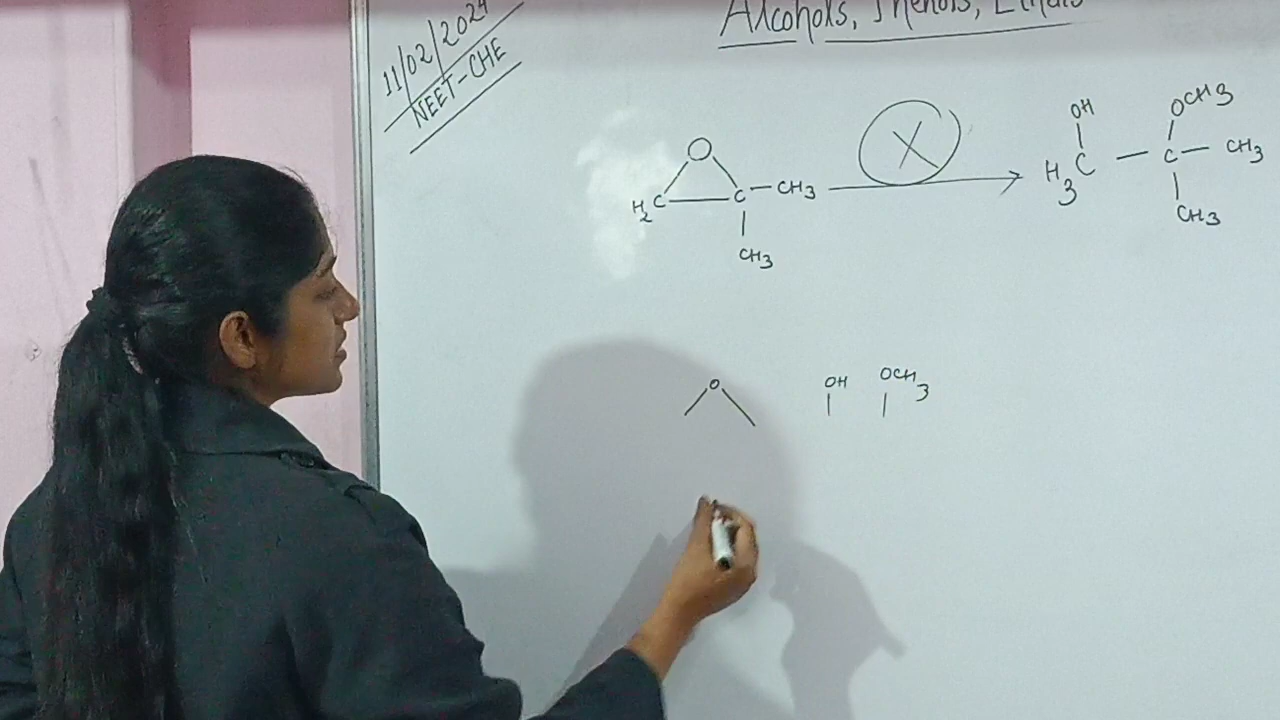 11/02/2024
NEET-CHE
Alcohols, Phenols, Ethers
O
H2C C-CH3
CH3
X
OH OCH3
H3C - C - CH3
CH3
O OH OCH3